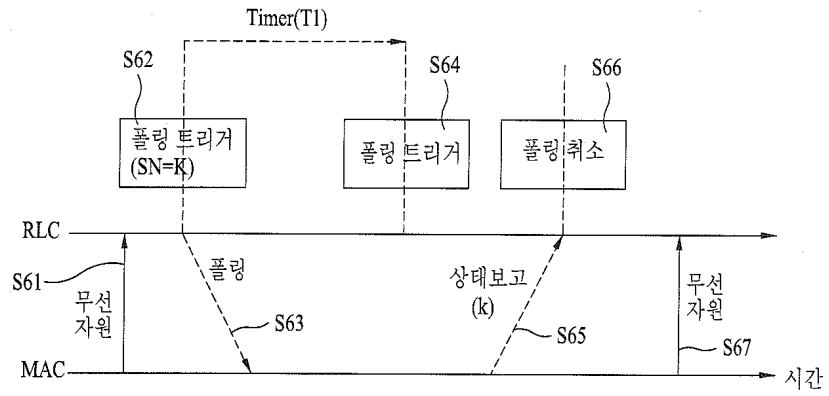 Timer(T1)
S62
S64
S66
폴링 트리거
(SN=K)
폴링 트리거
폴링 취소
RLC
S61
무선
자원
폴링
S63
상태보고
(k)
S65
무선
자원
S67
MAC
시간